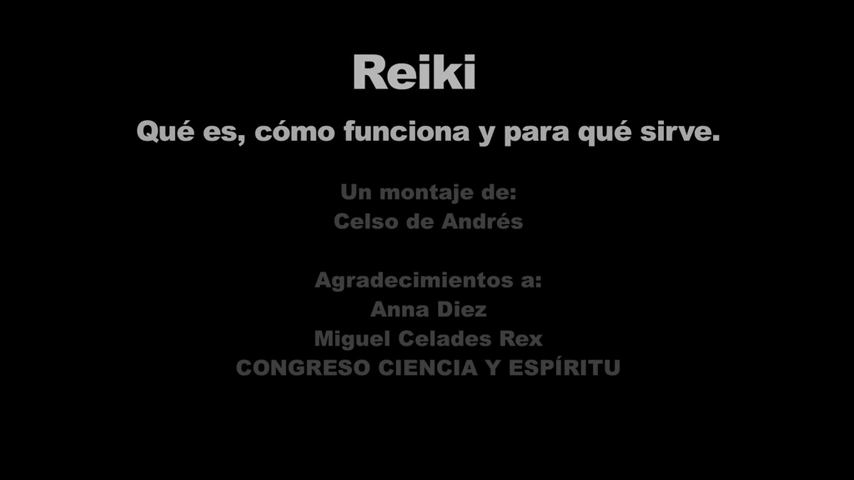 Reiki
Qué es, cómo funciona y para qué sirve.
Un montaje de:
Celso de Andrés
Agradecimientos a:
Anna Diez
Miguel Celades Rex
CONGRESO CIENCIA Y ESPÍRITU